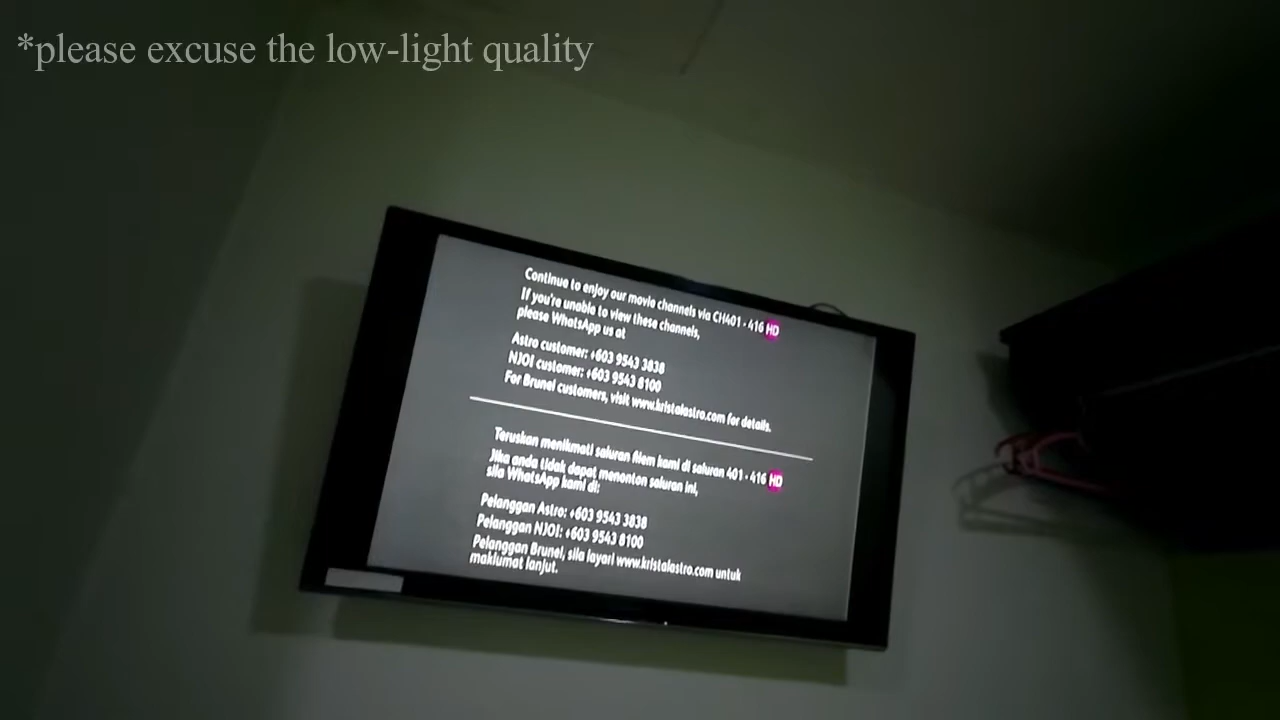 *please excuse the low-light quality
Continue to enjoy our movie channels via CH401 - 416 HD
If you're unable to view these channels,
please WhatsApp us at
Astro customer: +603 9543 3838
NJOI customer: +603 9543 8100
For Brunei customers, visit www.kristalastro.com for details.
Teruskan menikmati saluran filem kami di saluran 401 - 416 HD
Jika anda tidak dapat menonton saluran ini,
sila WhatsApp kami di:
Pelanggan Astro: +603 9543 3838
Pelanggan NJOI: +603 9543 8100
Pelanggan Brunei, sila layari www.kristalastro.com untuk
maklumat lanjut.